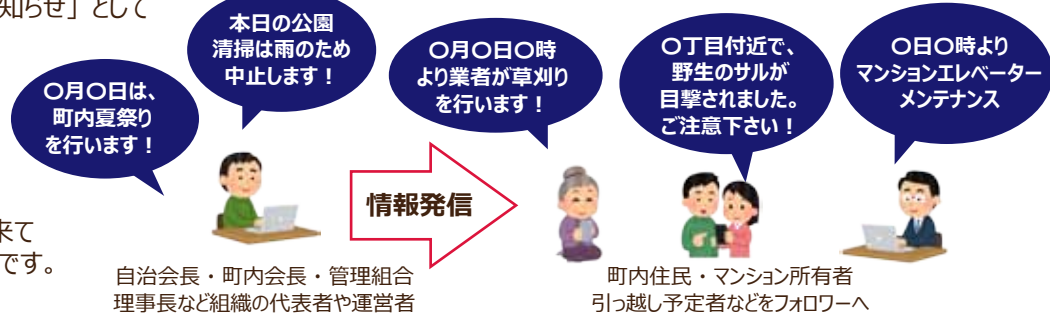 知らせ」として
〇月〇日は、
町内夏祭り
を行います！
本日の公園
清掃は雨のため
中止します！
〇月〇日〇時
より業者が草刈り
を行います！
〇丁目付近で、
野生のサルが
目撃されました。
ご注意下さい！
〇日〇時より
マンションエレベーター
メンテナンス
情報発信
来て
です。
自治会長・町内会長・管理組合
理事長など組織の代表者や運営者
町内住民・マンション所有者
引っ越し予定者などをフォロワーへ